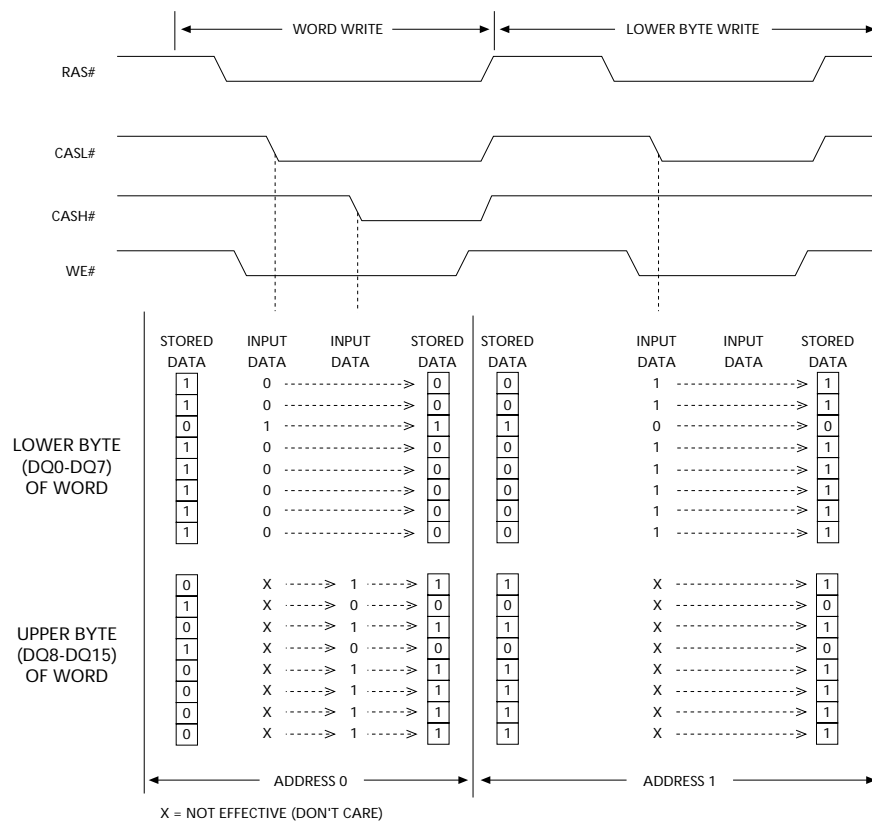 WORD WRITE LOWER BYTE WRITE
RAS#
CASL#
CASH#
WE#
STORED INPUT INPUT STORED STORED INPUT INPUT STORED
DATA DATA DATA DATA DATA DATA DATA DATA
1 0 0 0 1 1
1 0 0 0 1 1
0 1 1 1 0 0
LOWER BYTE
1 0 0 0 1 1
(DQ0-DQ7)
1 0 0 0 1 1
OF WORD
1 0 0 0 1 1
1 0 0 0 1 1
1 0 0 0 1 1
0 X 1 1 1 X 1
1 X 0 0 0 X 0
0 X 1 1 1 X 1
UPPER BYTE
1 X 0 0 0 X 0
(DQ8-DQ15)
0 X 1 1 1 X 1
OF WORD
0 X 1 1 1 X 1
0 X 1 1 1 X 1
0 X 1 1 1 X 1
ADDRESS 0 ADDRESS 1
X = NOT EFFECTIVE (DON'T CARE)